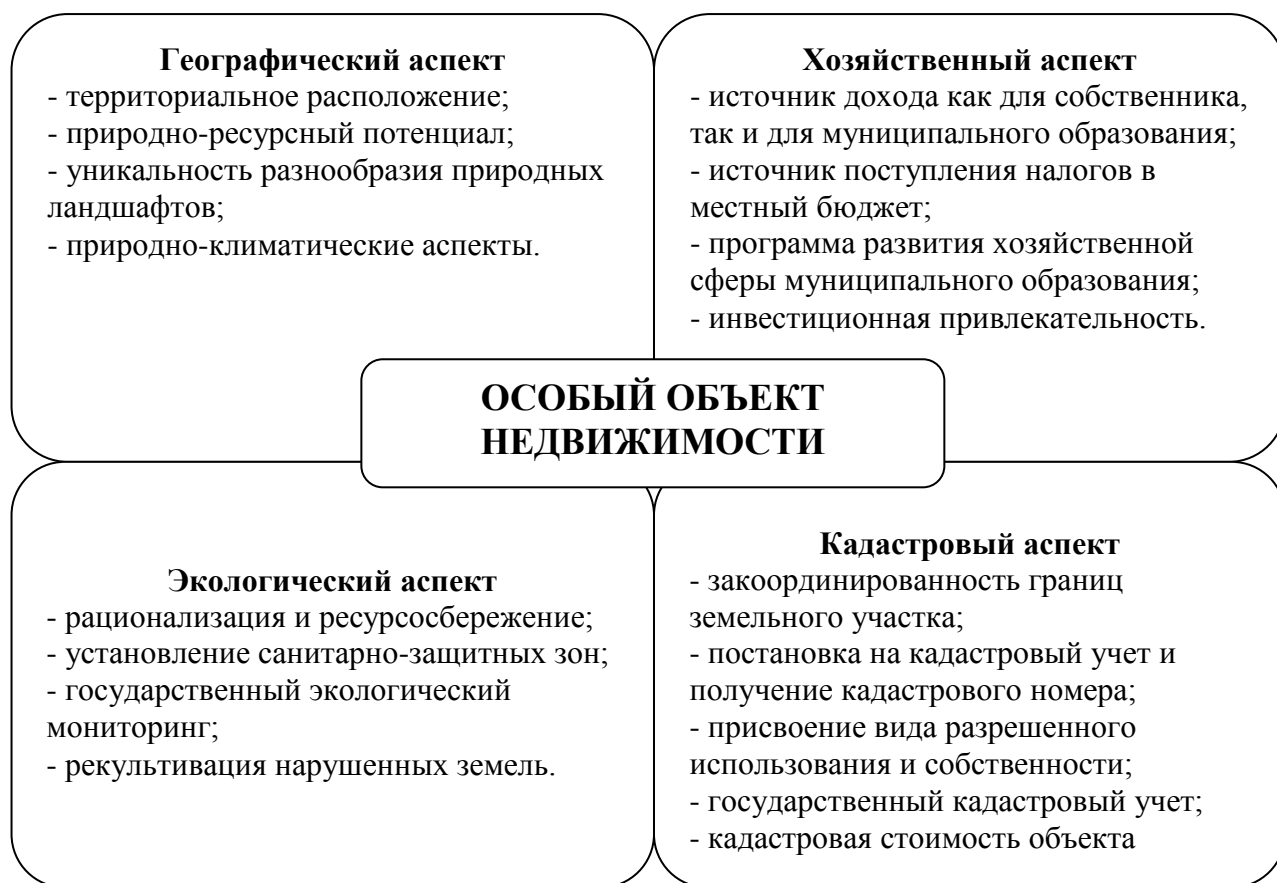 Географический аспект
- территориальное расположение;
- природно-ресурсный потенциал;
- уникальность разнообразия природных
ландшафтов;
- природно-климатические аспекты.
Хозяйственный аспект
- источник дохода как для собственника,
так и для муниципального образования;
- источник поступления налогов в
местный бюджет;
- программа развития хозяйственной
сферы муниципального образования;
- инвестиционная привлекательность.
ОСОБЫЙ ОБЪЕКТ
НЕДВИЖИМОСТИ
Экологический аспект
- рационализация и ресурсосбережение;
- установление санитарно-защитных зон;
- государственный экологический
мониторинг;
- рекультивация нарушенных земель.
Кадастровый аспект
- закоординированность границ
земельного участка;
- постановка на кадастровый учет и
получение кадастрового номера;
- присвоение вида разрешенного
использования и собственности;
- государственный кадастровый учет;
- кадастровая стоимость объекта